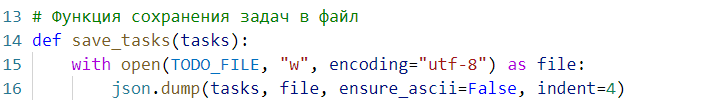 13 # Функция сохранения задач в файл
14 def save_tasks(tasks):
15     with open(TODO_FILE, "w", encoding="utf-8") as file:
16         json.dump(tasks, file, ensure_ascii=False, indent=4)